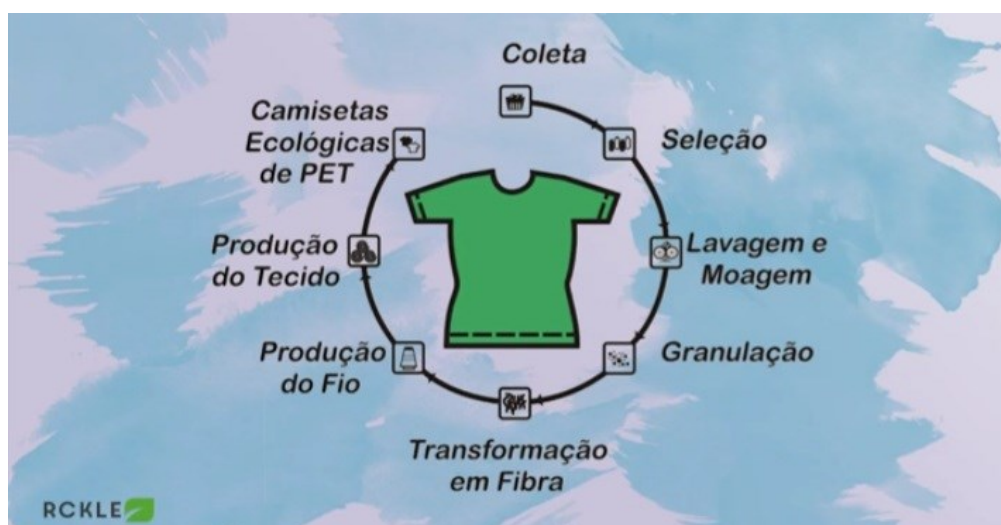 Coleta
Seleção
Lavagem e
Moagem
Granulação
Transformação
em Fibra
Produção
do Fio
Produção
do Tecido
Camisetas
Ecológicas
de PET
RCKLE